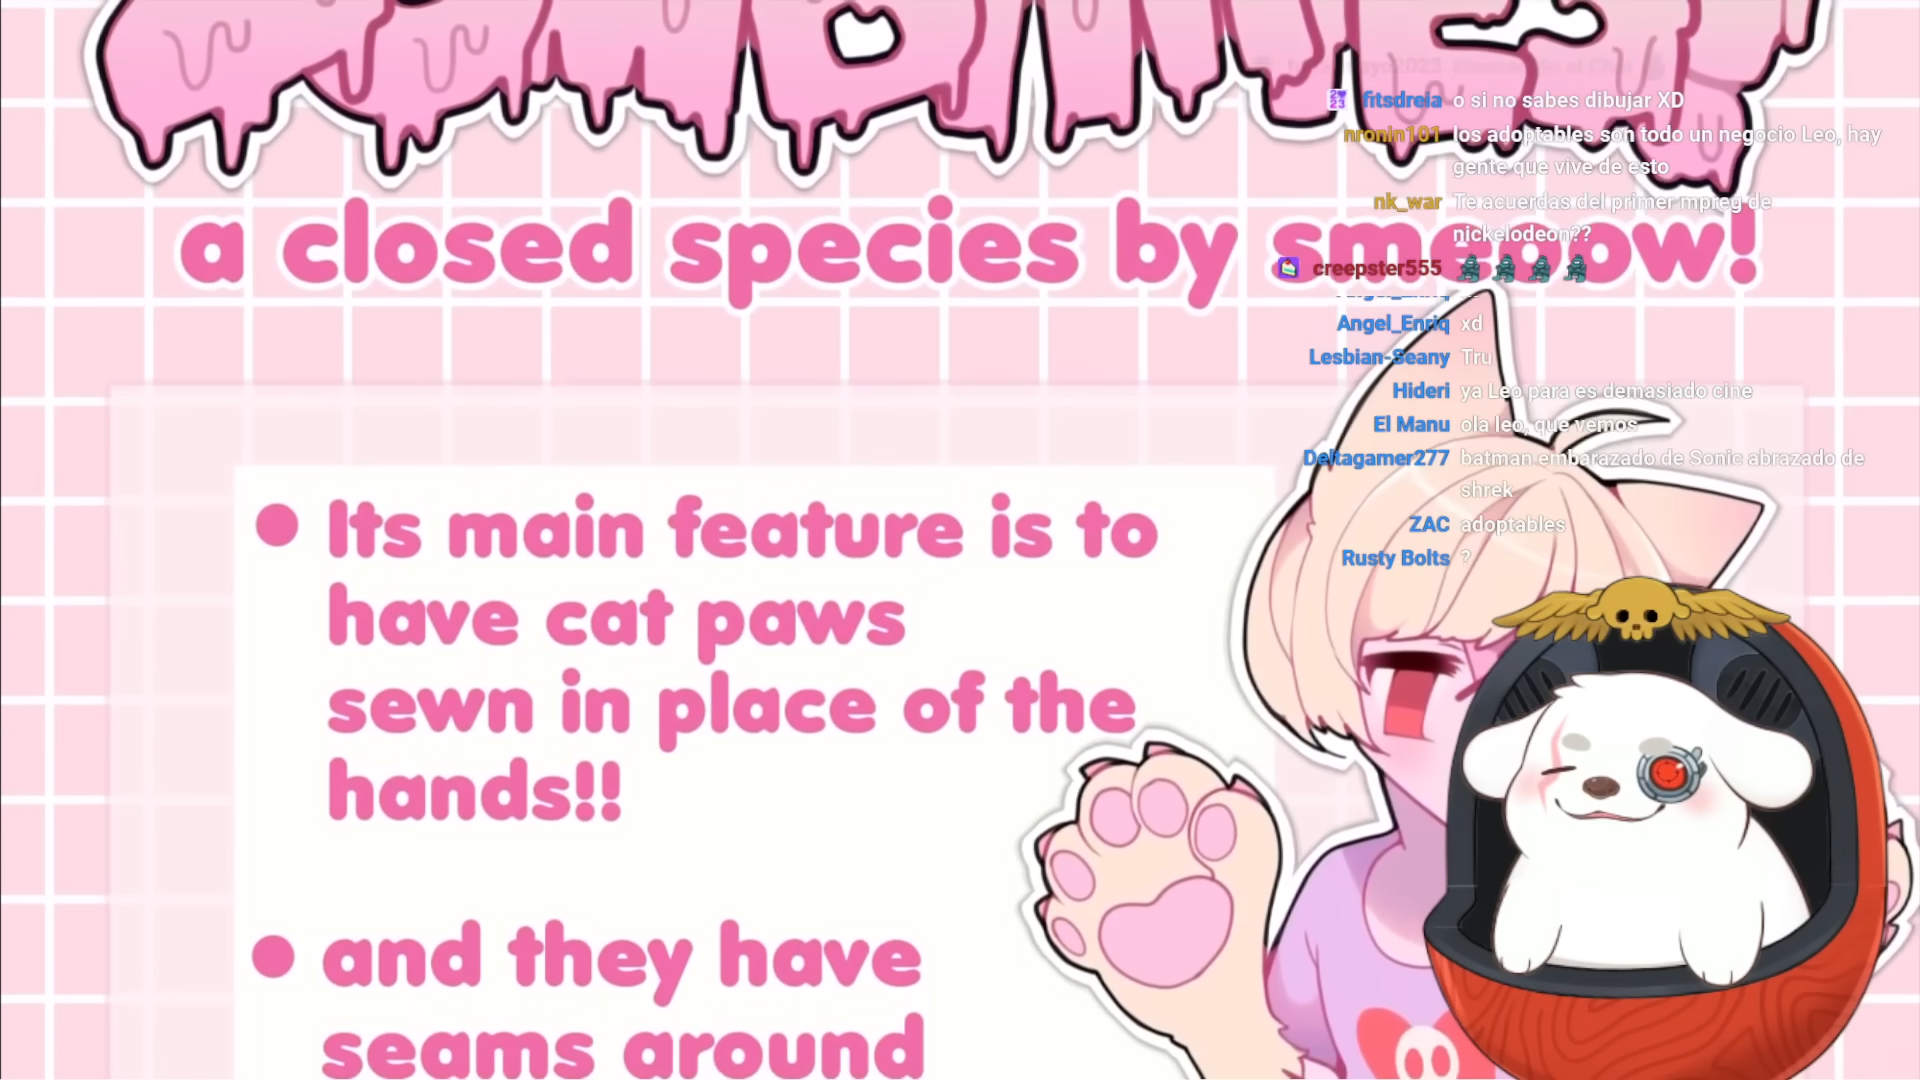 a closed species by smeoow!
Its main feature is to
have cat paws
sewn in place of the
hands!!
and they have
seams around
fitsdreia o si no sabes dibujar XD
nronin101 los adoptables son todo un negocio Leo, hay
gente que vive de esto
nk_war Te acuerdas del primer mpreg de
nickelodeon??
creepster555
Angel_Enriq xd
Lesbian-Seany Tru
Hideri ya Leo para es demasiado cine
El Manu ola leo, que vemos
Deltagamer277 batman embarazado de Sonic abrazado de
shrek
ZAC adoptables
Rusty Bolts ?